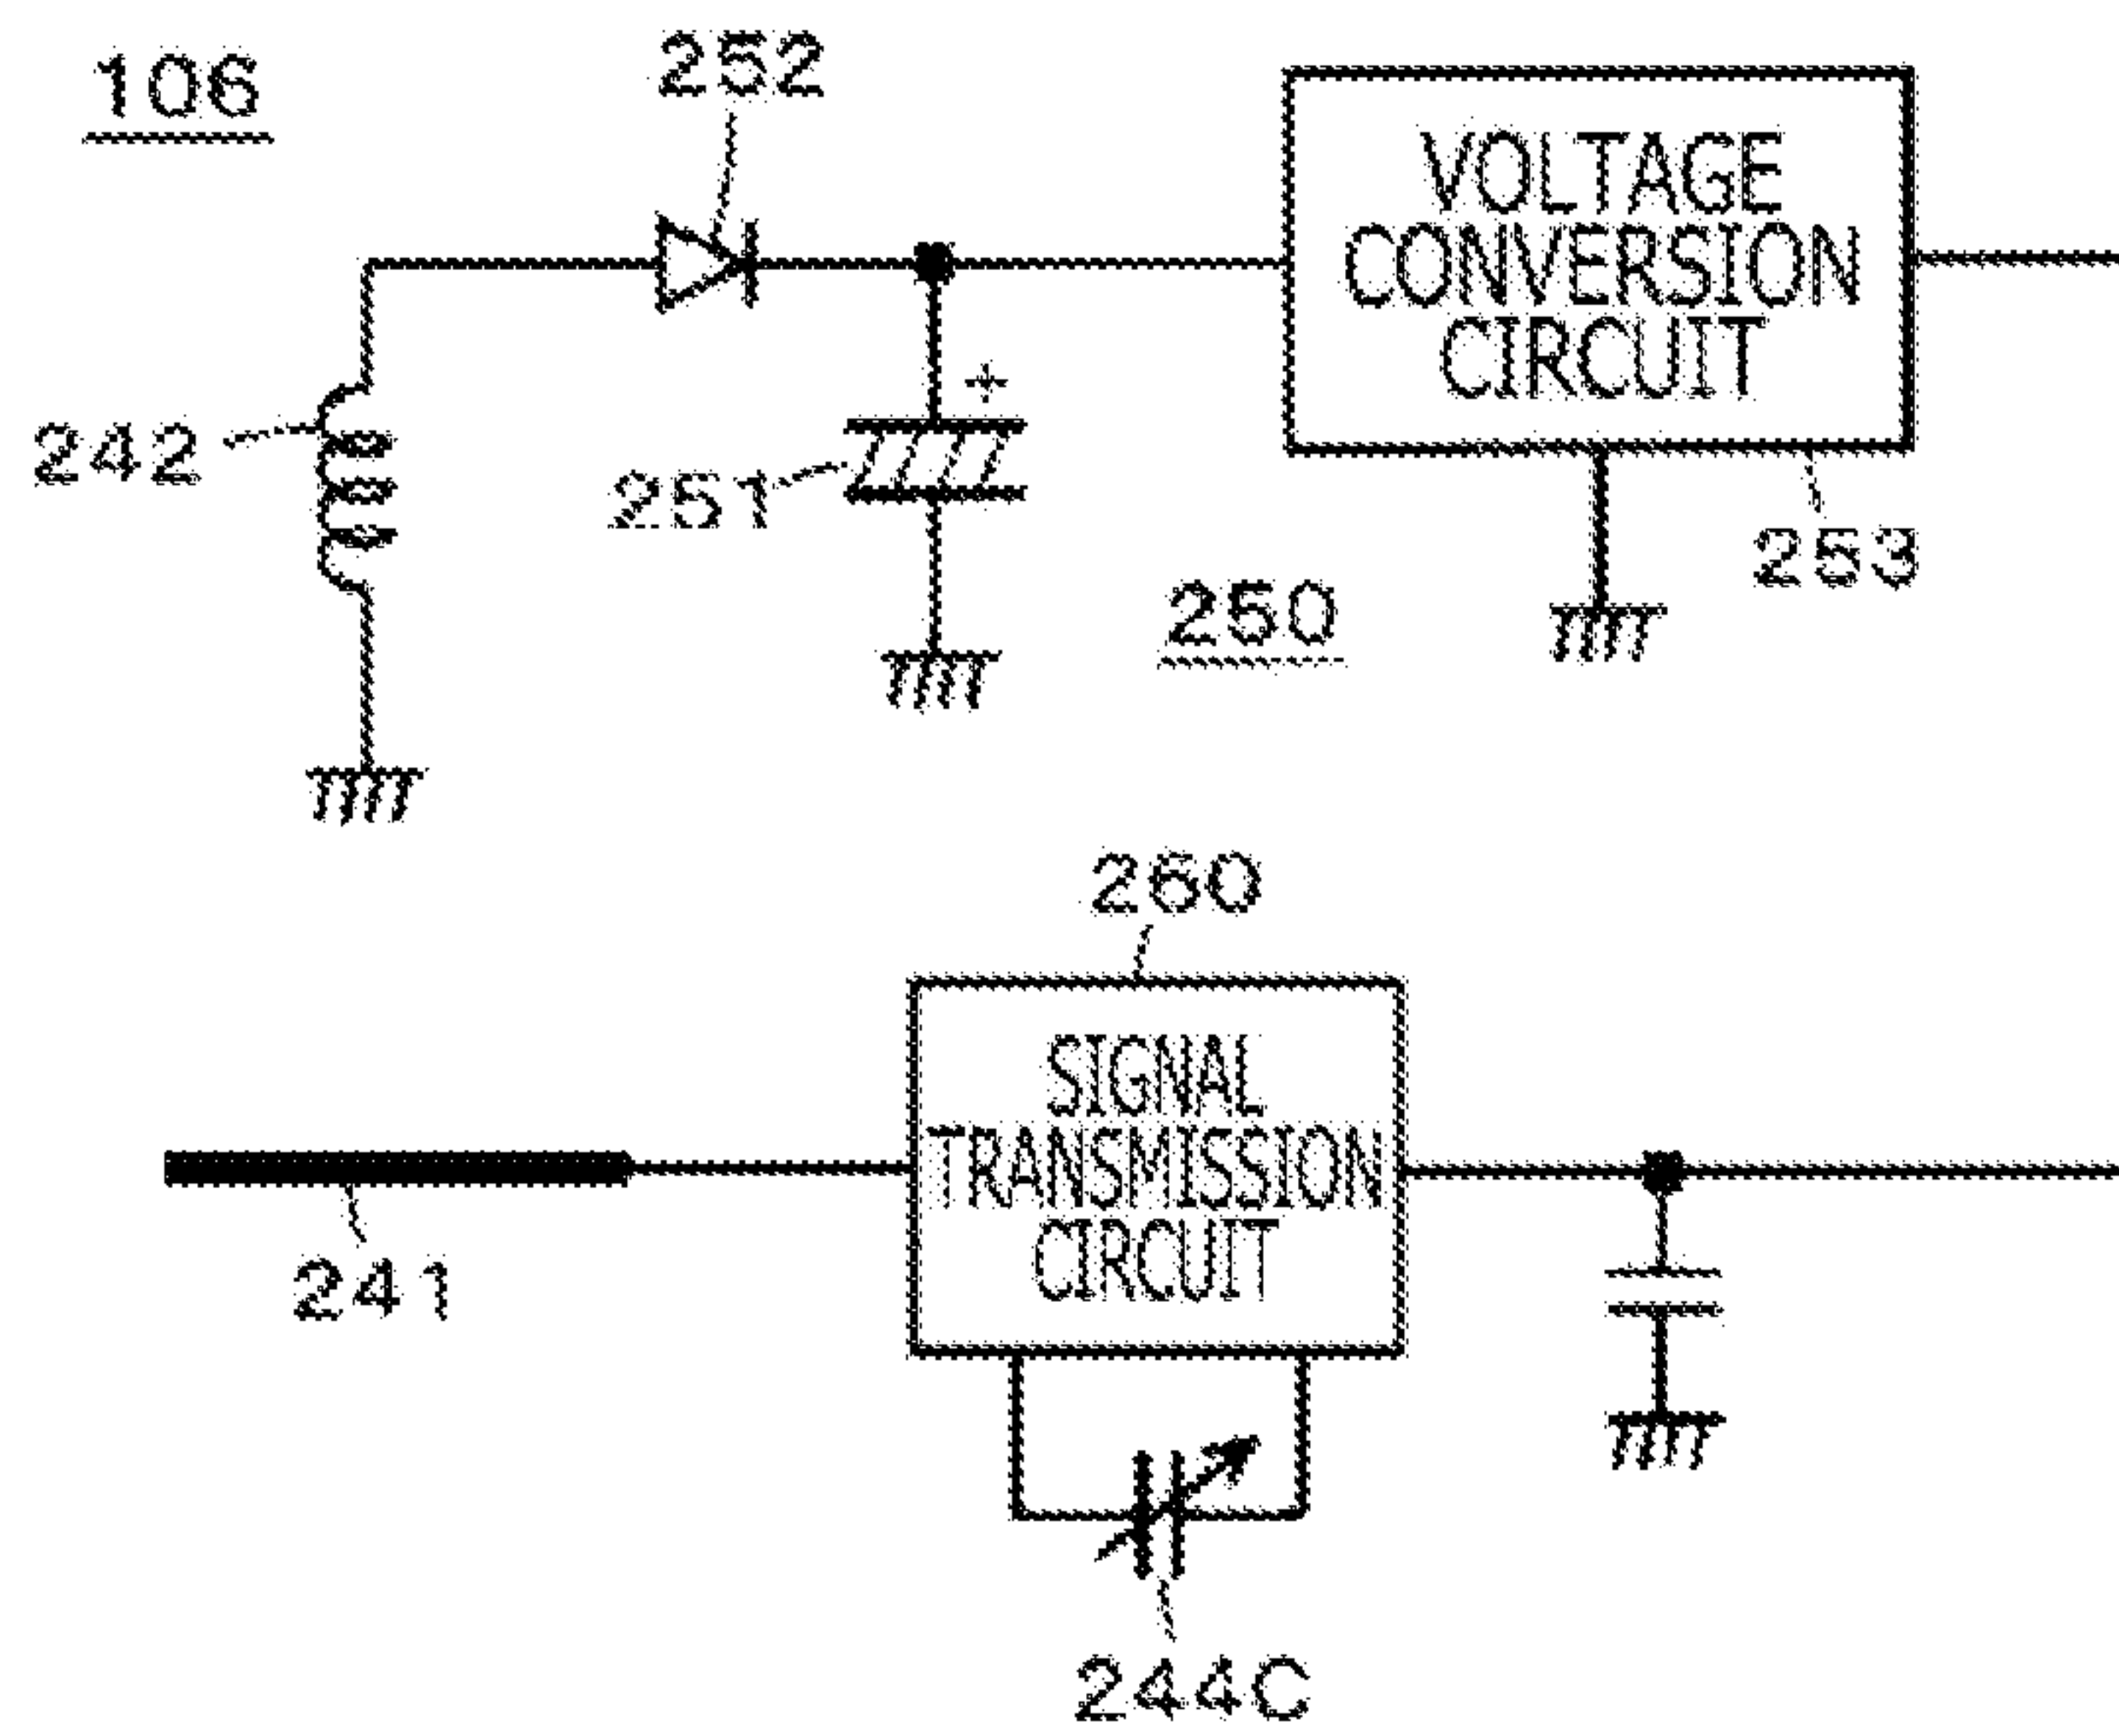 106
252
VOLTAGE
CONVERSION
CIRCUIT
+
242
251
253
250
260
SIGNAL
TRANSMISSION
CIRCUIT
241
244C